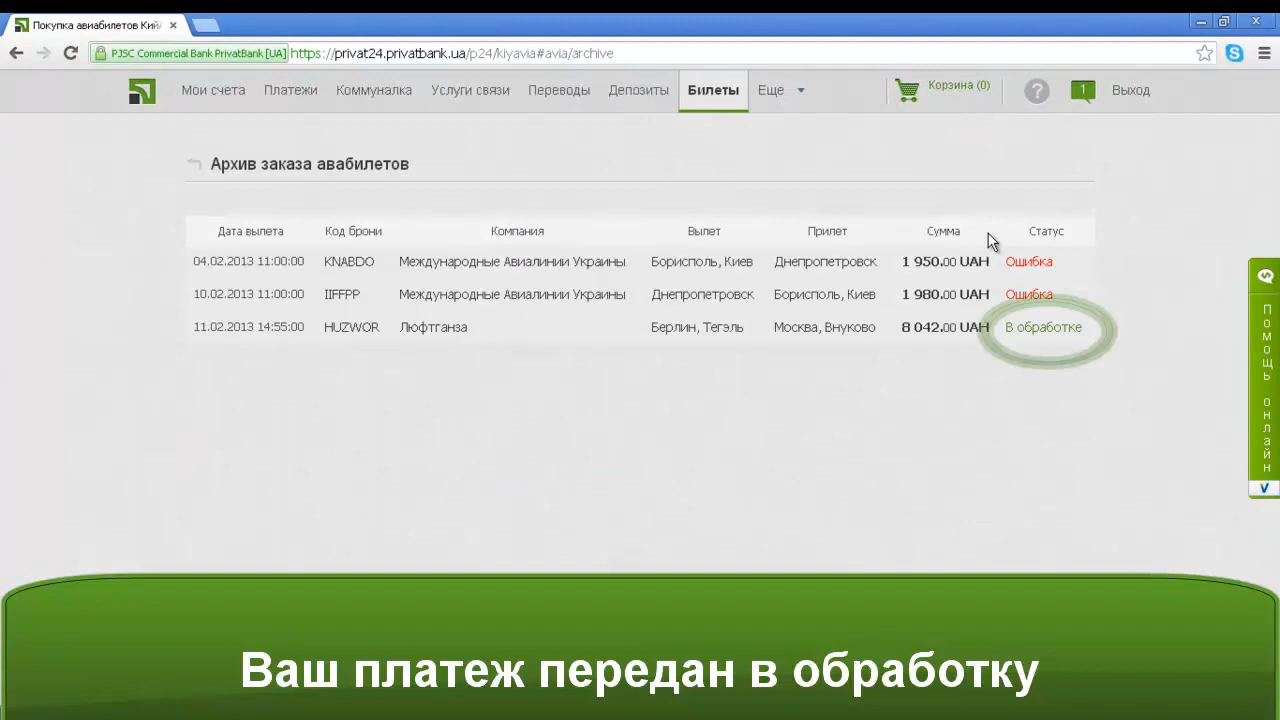 Покупка авиабилетов Кий
PJSC Commercial Bank PrivatBank [UA] https://privat24.privatbank.ua/p24/kiyavia#avia/archive
Мои счета Платежи Коммуналка Услуги связи Переводы Депозиты Билеты Еще Корзина (0) ? 1 Выход
Архив заказа авабилетов
Дата вылета Код брони Компания Вылет Прилет Сумма Статус
04.02.2013 11:00:00 KNABDO Международные Авиалинии Украины Борисполь, Киев Днепропетровск 1 950.00 UAH Ошибка
10.02.2013 11:00:00 IIFFPP Международные Авиалинии Украины Днепропетровск Борисполь, Киев 1 980.00 UAH Ошибка
11.02.2013 14:55:00 HUZWOR Люфтганза Берлин, Тегэль Москва, Внуково 8 042.00 UAH В обработке
Помощь онлайн
Ваш платеж передан в обработку